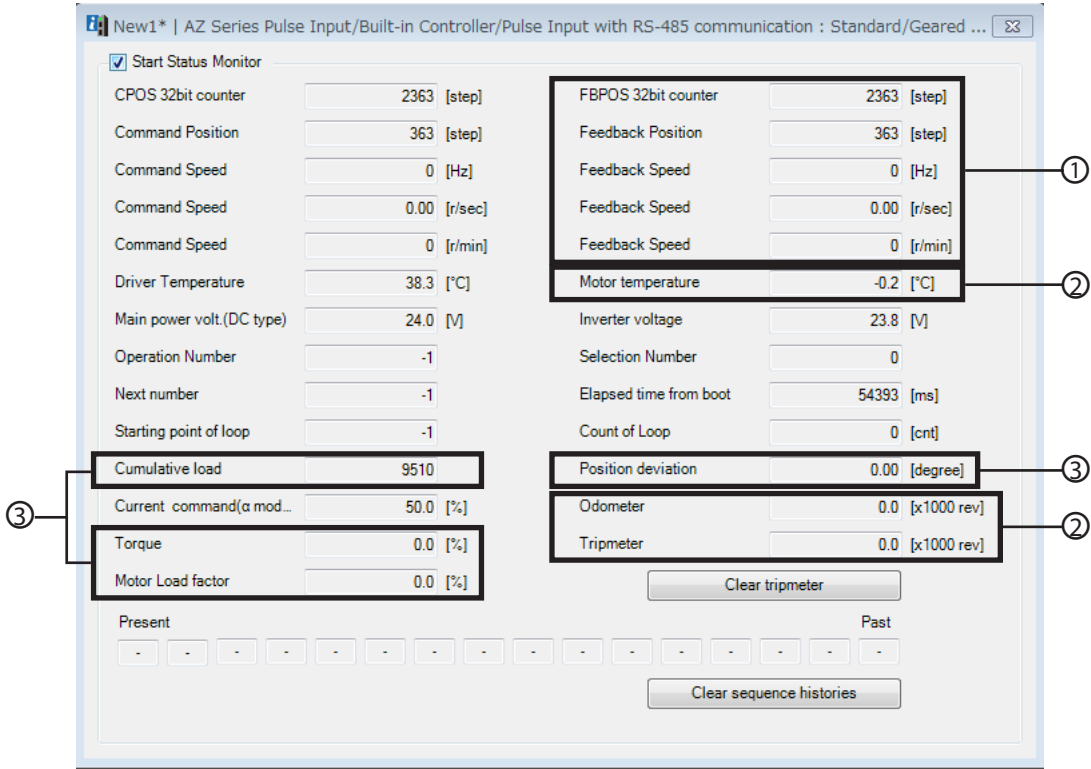 New1* | AZ Series Pulse Input/Built-in Controller/Pulse Input with RS-485 communication : Standard/Geared ...
Start Status Monitor
CPOS 32bit counter 2363 [step] FBPOS 32bit counter 2363 [step]
Command Position 363 [step] Feedback Position 363 [step]
Command Speed 0 [Hz] Feedback Speed 0 [Hz] ①
Command Speed 0.00 [r/sec] Feedback Speed 0.00 [r/sec]
Command Speed 0 [r/min] Feedback Speed 0 [r/min]
Driver Temperature 38.3 [°C] Motor temperature -0.2 [°C] ②
Main power volt.(DC type) 24.0 [V] Inverter voltage 23.8 [V]
Operation Number -1 Selection Number 0
Next number -1 Elapsed time from boot 54393 [ms]
Starting point of loop -1 Count of Loop 0 [cnt]
Cumulative load 9510 Position deviation 0.00 [degree] ③
③ Current command(α mod... 50.0 [%] Odometer 0.0 [x1000 rev] ②
Torque 0.0 [%] Tripmeter 0.0 [x1000 rev]
Motor Load factor 0.0 [%] Clear tripmeter
Present Past
- - - - - - - - - - - - - - - -
Clear sequence histories